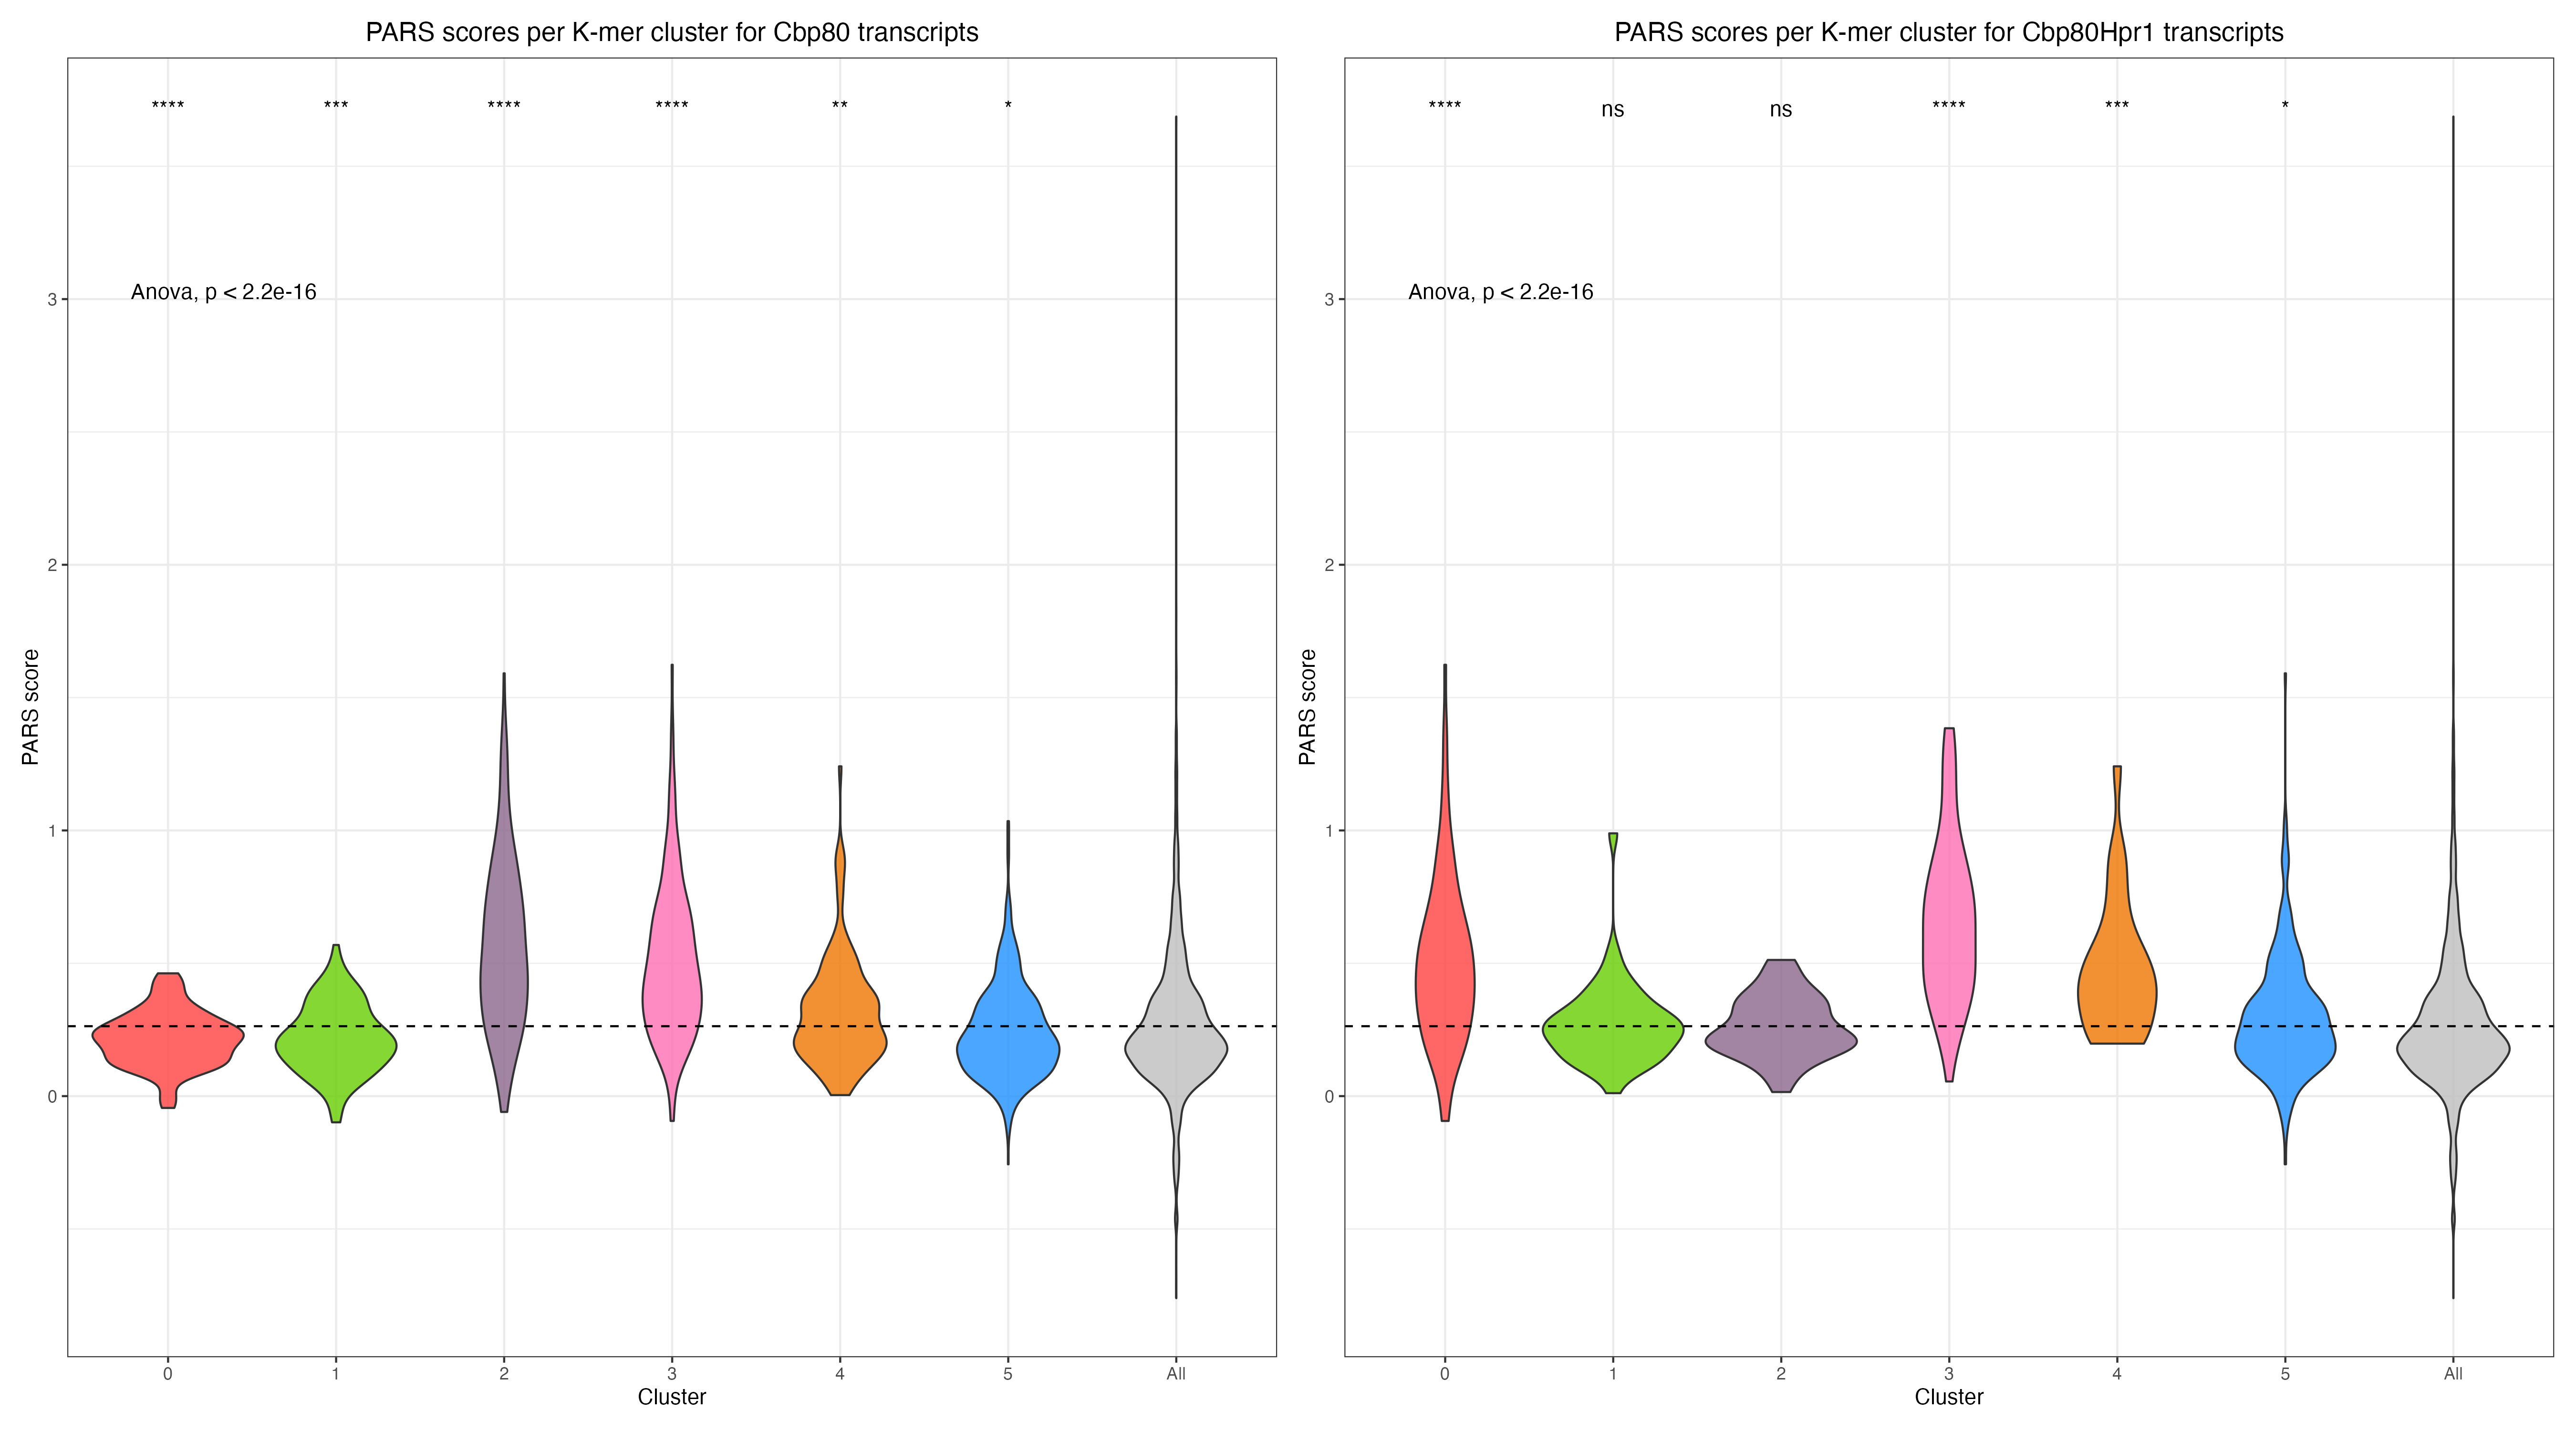 PARS scores per K-mer cluster for Cbp80 transcripts
**** *** **** **** ** *
Anova, p < 2.2e-16
3
2
1
0
PARS score
0 1 2 3 4 5 All
Cluster
PARS scores per K-mer cluster for Cbp80Hpr1 transcripts
**** ns ns **** *** *
Anova, p < 2.2e-16
3
2
1
0
PARS score
0 1 2 3 4 5 All
Cluster